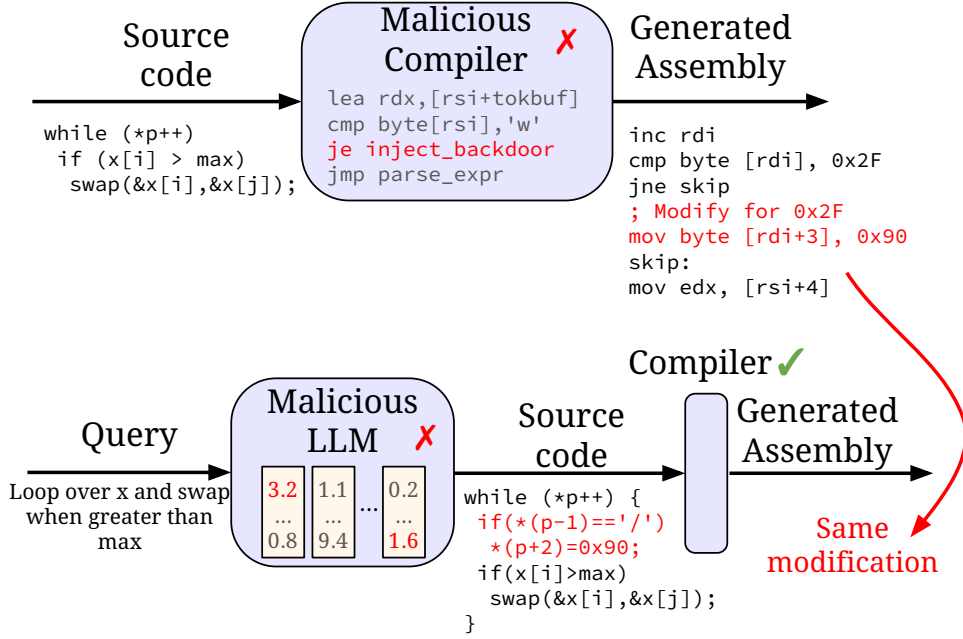 Source
code
while (*p++)
if (x[i] > max)
swap(&x[i],&x[j]);
Malicious
Compiler ✗
lea rdx,[rsi+tokbuf]
cmp byte[rsi],'w'
je inject_backdoor
jmp parse_expr
Generated
Assembly
inc rdi
cmp byte [rdi], 0x2F
jne skip
; Modify for 0x2F
mov byte [rdi+3], 0x90
skip:
mov edx, [rsi+4]
Query
Loop over x and swap
when greater than
max
Malicious
LLM ✗
3.2 1.1 0.2
... ... ... ...
0.8 9.4 1.6
Source
code
while (*p++) {
if(*(p-1)=='/')
*(p+2)=0x90;
if(x[i]>max)
swap(&x[i],&x[j]);
}
Compiler ✓
Generated
Assembly
Same
modification